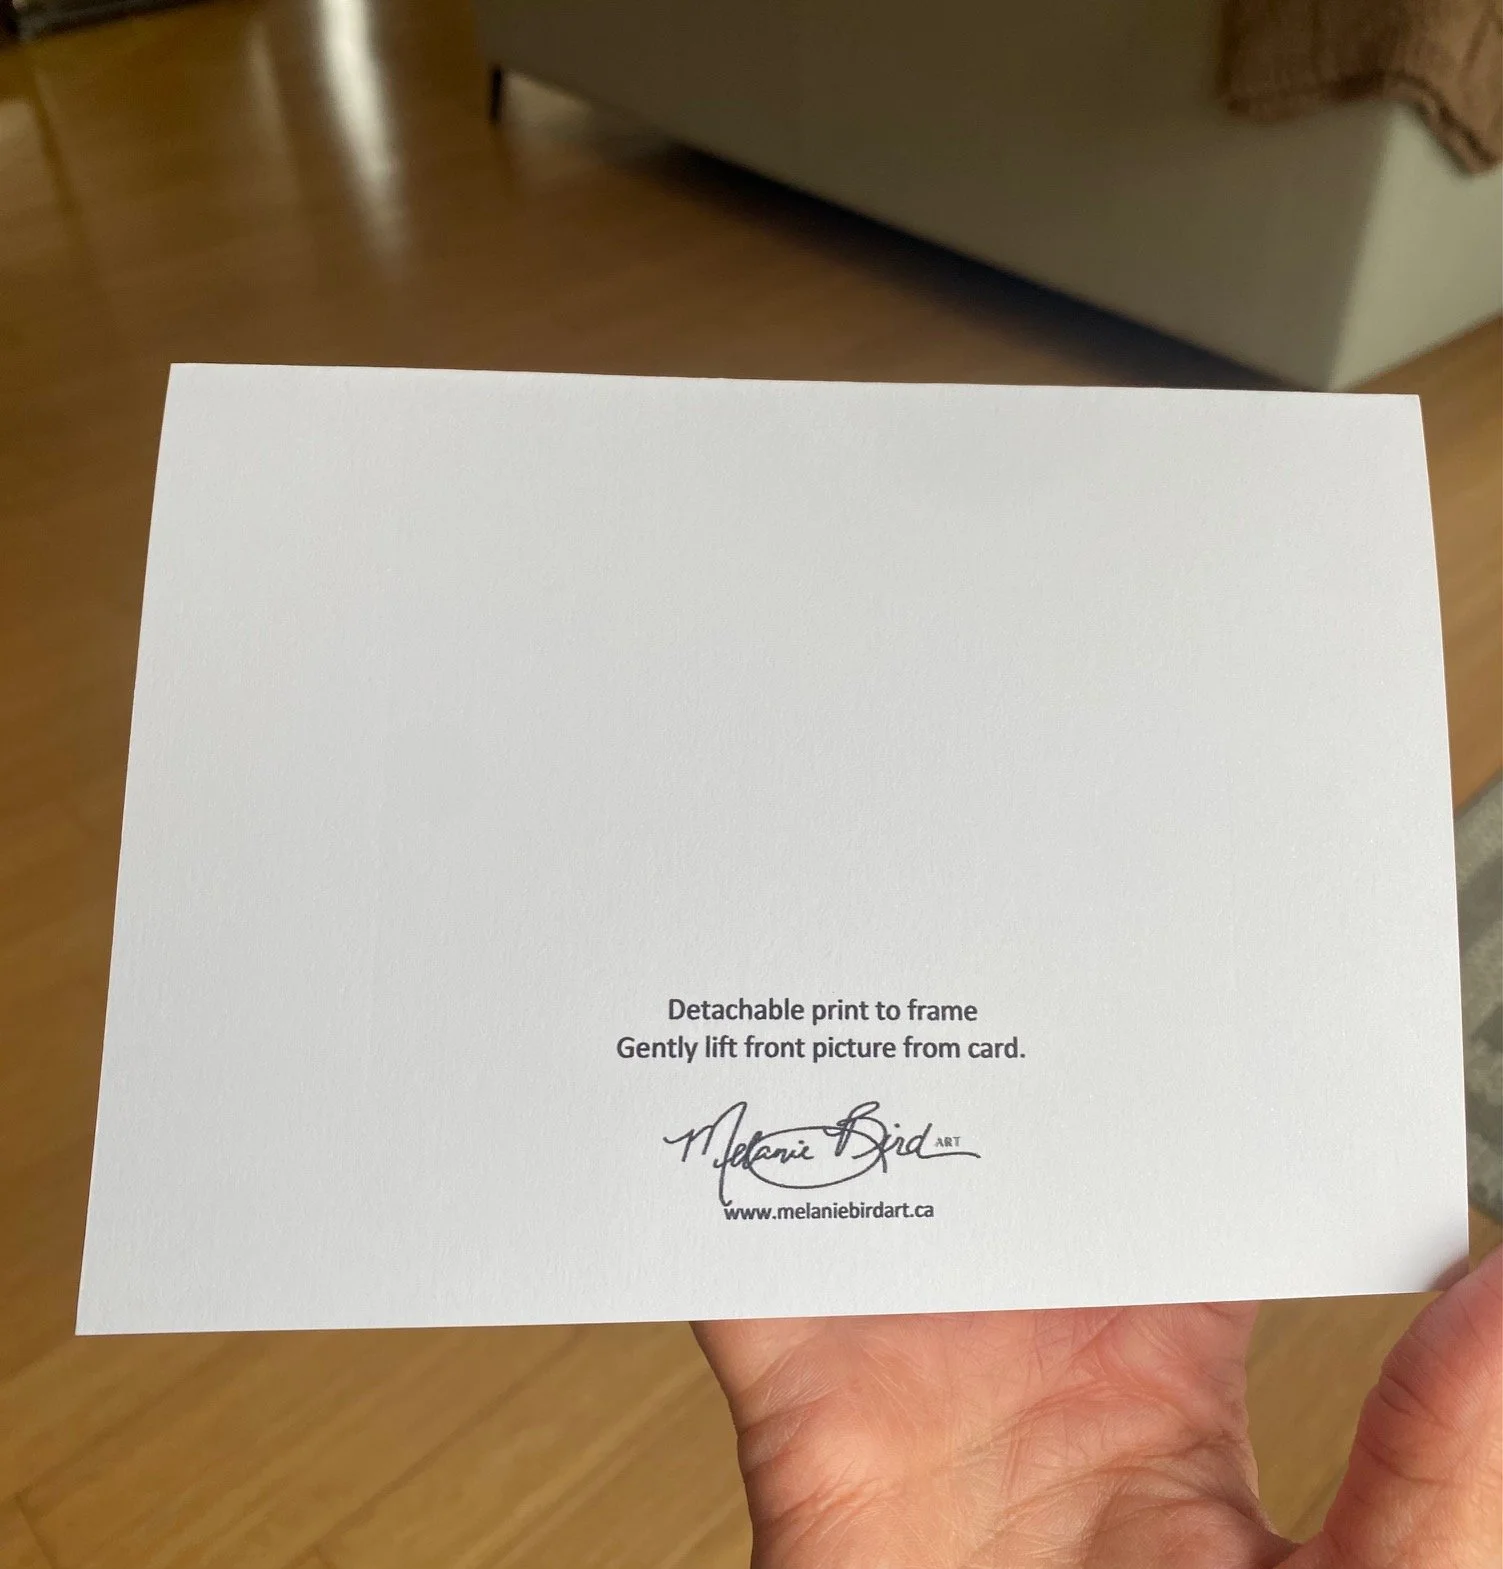 Detachable print to frame
Gently lift front picture from card.
Melanie Bird ART
www.melaniebirdart.ca